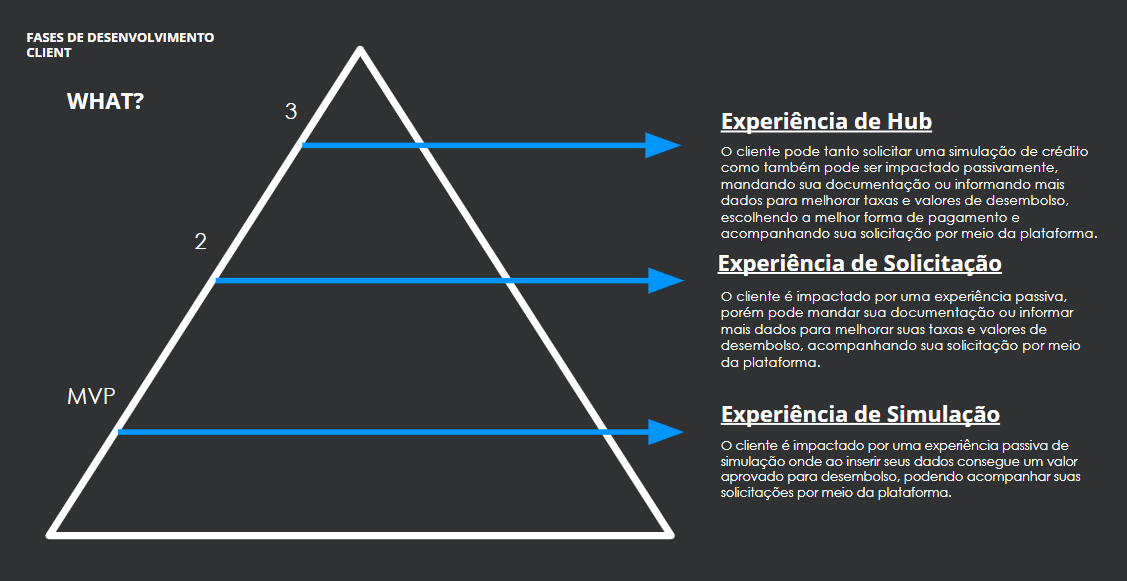 FASES DE DESENVOLVIMENTO
CLIENT
WHAT?
3
Experiência de Hub
O cliente pode tanto solicitar uma simulação de crédito
como também pode ser impactado passivamente,
mandando sua documentação ou informando mais
dados para melhorar taxas e valores de desembolso,
escolhendo a melhor forma de pagamento e
acompanhando sua solicitação por meio da plataforma.
2
Experiência de Solicitação
O cliente é impactado por uma experiência passiva,
porém pode mandar sua documentação ou informar
mais dados para melhorar suas taxas e valores de
desembolso, acompanhando sua solicitação por meio
da plataforma.
MVP
Experiência de Simulação
O cliente é impactado por uma experiência passiva de
simulação onde ao inserir seus dados consegue um valor
aprovado para desembolso, podendo acompanhar suas
solicitações por meio da plataforma.